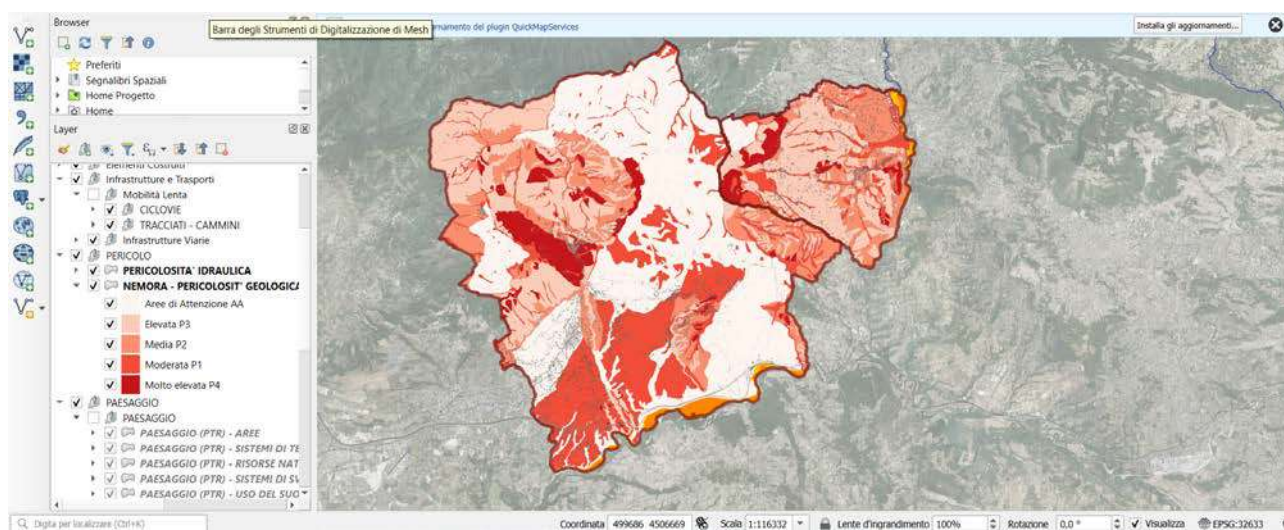 Browser
Barra degli Strumenti di Digitalizzazione di Mesh
ornamento del plugin QuickMapServices
Installa gli aggiornamenti...
Preferiti
Segnalibri Spaziali
Home Progetto
Home
Layer
Elementi Costruiti
Infrastrutture e Trasporti
Mobilità Lenta
CICLOVIE
TRACCIATI - CAMMINI
Infrastrutture Viarie
PERICOLO
PERICOLOSITA' IDRAULICA
NEMORA - PERICOLOSIT' GEOLOGICA
Aree di Attenzione AA
Elevata P3
Media P2
Moderata P1
Molto elevata P4
PAESAGGIO
PAESAGGIO
PAESAGGIO (PTR) - AREE
PAESAGGIO (PTR) - SISTEMI DI TE
PAESAGGIO (PTR) - RISORSE NAT
PAESAGGIO (PTR) - SISTEMI DI SV
PAESAGGIO (PTR) - USO DEL SUO
Digita per localizzare (Ctrl+K)
Coordinata 499686 4506669 Scala 1:116332 Lente d'ingrandimento 100% Rotazione 0,0 ° Visualizza EPSG:32633